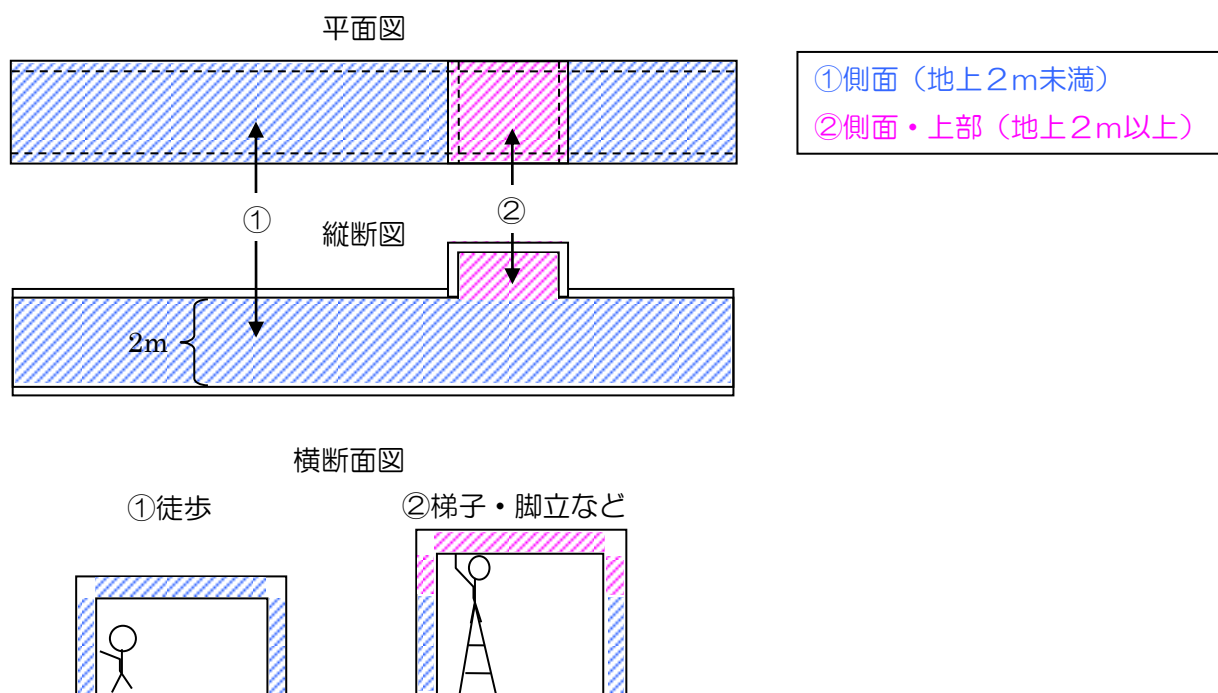 平面図
①側面（地上２ｍ未満）
②側面・上部（地上２ｍ以上）
①
②
縦断図
2m
横断面図
①徒歩
②梯子・脚立など